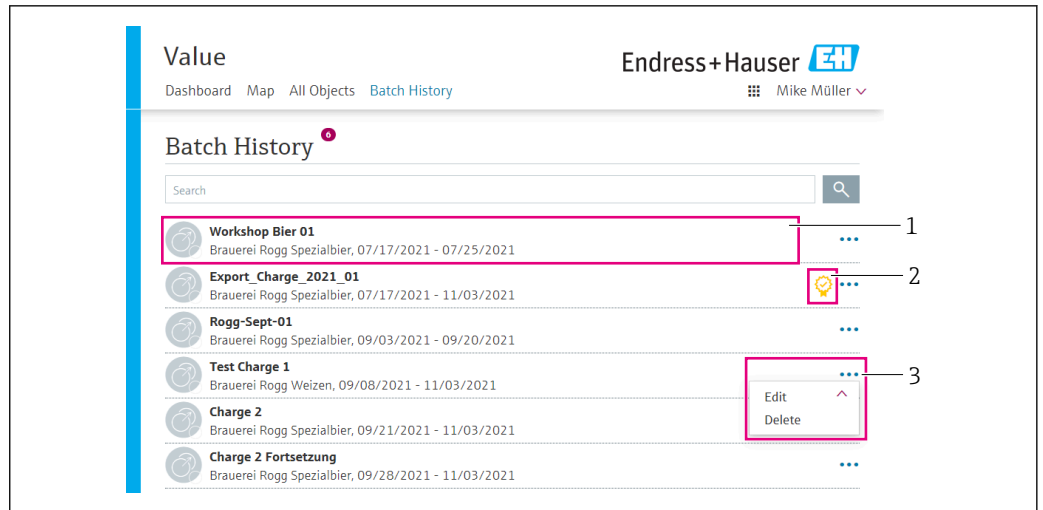 Value
Endress+Hauser EH
Dashboard Map All Objects Batch History
Mike Müller
Batch History 6
Search
1
Workshop Bier 01
Brauerei Rogg Spezialbier, 07/17/2021 - 07/25/2021
2
Export_Charge_2021_01
Brauerei Rogg Spezialbier, 07/17/2021 - 11/03/2021
Rogg-Sept-01
Brauerei Rogg Spezialbier, 09/03/2021 - 09/20/2021
Test Charge 1
3
Brauerei Rogg Weizen, 09/08/2021 - 11/03/2021
Edit
Delete
Charge 2
Brauerei Rogg Spezialbier, 09/21/2021 - 11/03/2021
Charge 2 Fortsetzung
Brauerei Rogg Spezialbier, 09/28/2021 - 11/03/2021